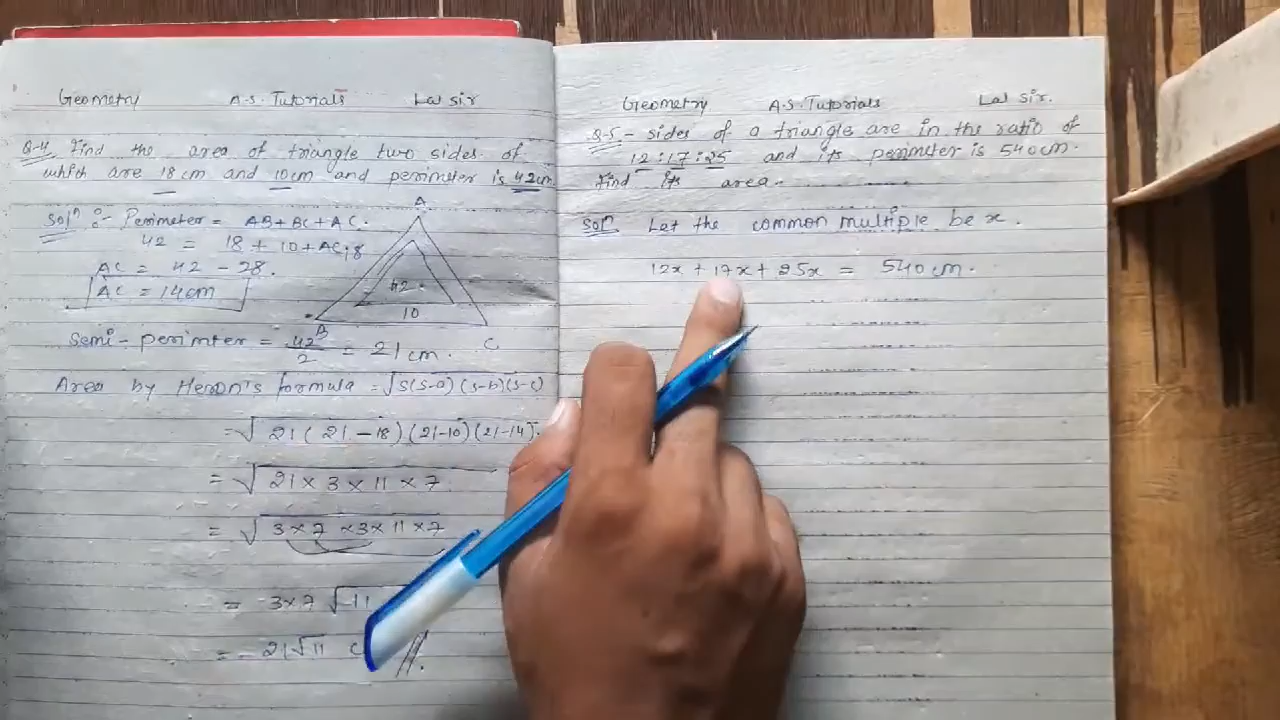 Geometry A.S. Tutorials Lal Sir
Q-4 Find the area of triangle two sides of
which are 18 cm and 10cm and perimeter is 42cm
Solⁿ :- Perimeter = AB + BC + AC.
42 = 18 + 10 + AC
AC = 42 - 28.
AC = 14cm
A
18
42
10
B
C
Semi-perimter = 42/2 = 21 cm.
Area by Heron's formula = √s(s-a)(s-b)(s-c)
= √21(21-18)(21-10)(21-14).
= √21 × 3 × 11 × 7
= √3×7×3×11×7
= 3×7 √11
= 21√11 c
Geometry A.S. Tutorials Lal Sir.
Q-5 - sides of a triangle are in the ratio of
12:17:25 and its perimeter is 540cm.
Find its area.
Solⁿ Let the common multiple be x.
12x + 17x + 25x = 540 cm.